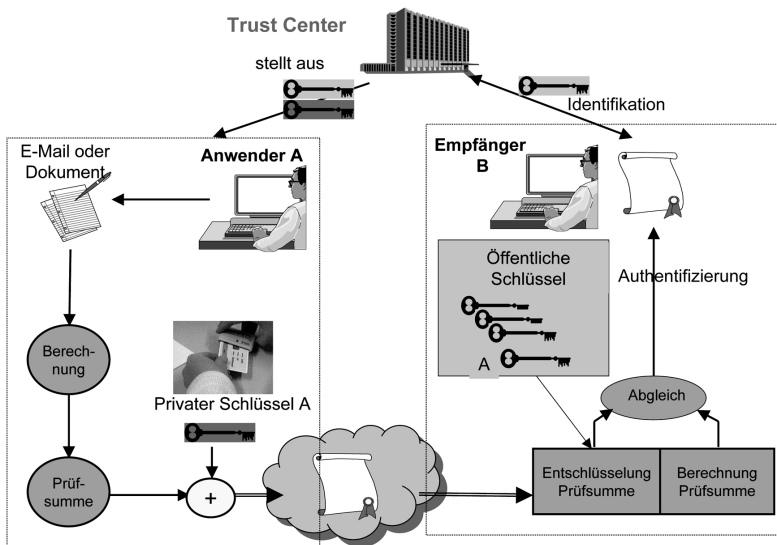 Trust Center
stellt aus
Identifikation
E-Mail oder
Dokument
Anwender A
Empfänger
B
Öffentliche
Schlüssel
A
Authentifizierung
Berech-
nung
Privater Schlüssel A
Abgleich
Prüf-
summe
+
Entschlüsselung
Prüfsumme
Berechnung
Prüfsumme